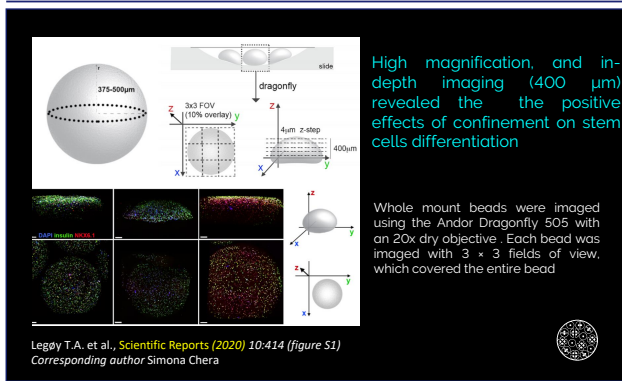 375-500µm
r
slide
dragonfly
3x3 FOV
(10% overlay)
z
y
x
z
4µm z-step
400µm
y
x
High magnification, and in-
depth imaging (400 µm)
revealed the the positive
effects of confinement on stem
cells differentiation
DAPI insulin NKX6.1
z
y
x
z
y
x
Whole mount beads were imaged
using the Andor Dragonfly 505 with
an 20x dry objective . Each bead was
imaged with 3 × 3 fields of view,
which covered the entire bead
Legøy T.A. et al., Scientific Reports (2020) 10:414 (figure S1)
Corresponding author Simona Chera